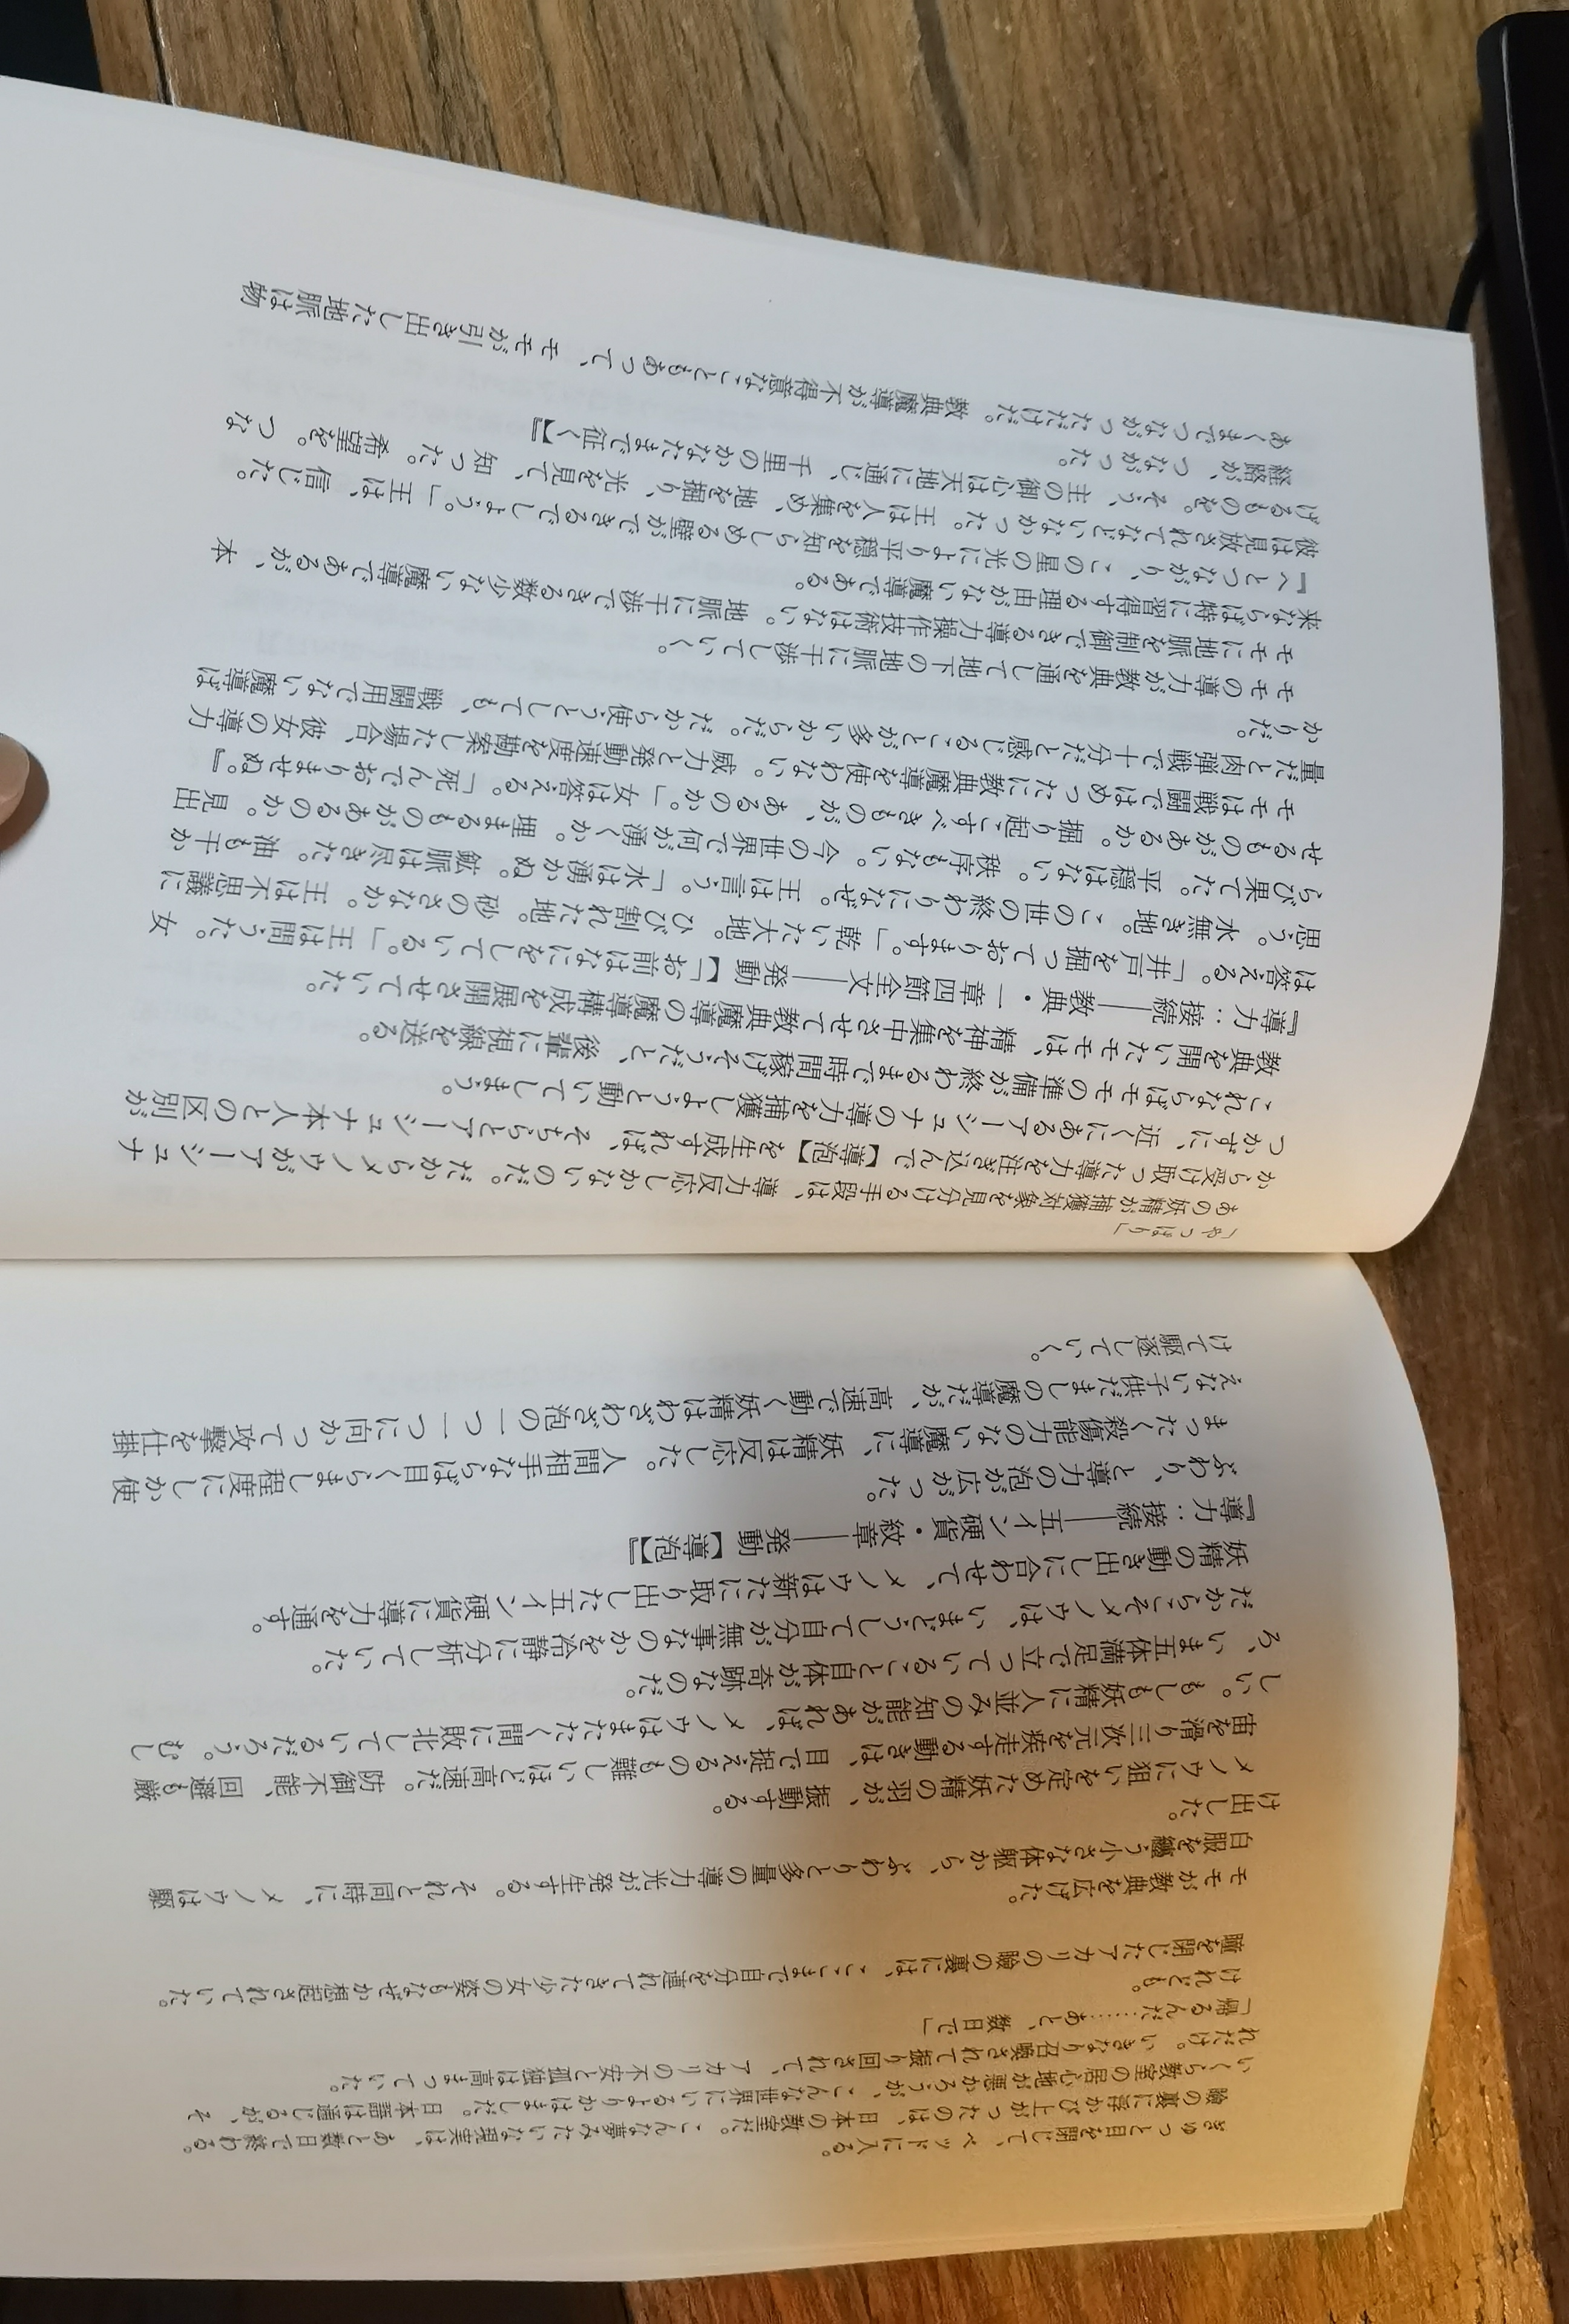 ぎゅっと目を閉じて、ベッドに入る。
瞼の裏に浮かび上がったのは、日本の教室だ。こんな夢みたいな現実は、あと数日で終わる。
いくら教室の居心地が悪かろうが、こんな世界にいるよりかはましだ。日本語は通じるが、そ
れだけ。いきなり召喚されて振り回されて、アカリの不安と孤独は高まっていた。
「帰るんだ……あと、数日で」
けれども。
瞳を閉じたアカリの瞼の裏には、ここまで自分を連れてきた少女の姿もなぜか想起されていた。
モモが教典を広げた。
白服を纏う小さな体躯から、ぶわりと多量の導力光が発生する。それと同時に、メノウは駆
け出した。
メノウに狙いを定めた妖精の羽が、振動する。
宙を滑り三次元を疾走する動きは、目で捉えるのも難しいほど高速だ。防御不能、回避も厳
しい。もしも妖精に人並みの知能があれば、メノウはまたたく間に敗北しているだろう。むし
ろ、いま五体満足で立っていること自体が奇跡なのだ。
だからこそメノウは、いまどうして自分が無事なのかを冷静に分析していた。
妖精の動き出しに合わせて、メノウは新たに取り出した五イン硬貨に導力を通す。
『導力：接続――五イン硬貨・紋章――発動【導泡】』
ぶわり、と導力の泡が広がった。
まったく殺傷能力のない魔導に、妖精は反応した。人間相手ならば目くらまし程度にしか使
えない子供だましの魔導だが、高速で動く妖精はわざわざ泡の一つ一つに向かって攻撃を仕掛
けて駆逐していく。
「やっぱり」
あの妖精が捕獲対象を見分ける手段は、導力反応しかないのだ。だからメノウがアーシュナ
から受け取った導力を注ぎ込んで【導泡】を生成すれば、そちらとアーシュナ本人との区別が
つかずに、近くにあるアーシュナの導力を捕獲しようと動いてしまう。
これならばモモの準備が終わるまで時間稼げそうだと、後輩に視線を送る。
教典を開いたモモは、精神を集中させて教典魔導の魔導構成を展開させていた。
『導力：接続――教典・一章四節全文――発動【「お前はなにをしている。」王は問うた。女
は答える。「井戸を掘っております。」乾いた大地。ひび割れた地。砂のさなか。王は不思議に
思う。水無き地。この世の終わりになぜ。王は言う。「水は湧かぬ。鉱脈は尽きた。油も干か
らび果てた。平穏はない。秩序もない。今の世界で何が湧くか。埋まるものがあるのか。見出
せるものがあるか。掘り起こすべきものが、あるのか。」女は答える。「死んでおりませぬ。』
モモは戦闘ではめったに教典魔導を使わない。威力と発動速度を勘案した場合、彼女の導力
量だと肉弾戦で十分だと感じることが多いからだ。だから使うとしても、戦闘用でない魔導ば
かりだ。
モモの導力が教典を通して地下の地脈に干渉していく。
モモに地脈を制御できる導力操作技術はない。地脈に干渉できる数少ない魔導であるが、本
来ならば特に習得する理由がない魔導である。
『へとつながり、この星の光により平穏を知らしめる壁ができるでしょう。」王は、信じた。
彼は見放されてなどいなかった。王は人を集め、地を掘り、光を見て、知った。希望を。つな
げるものを。そう、主の御心は天地に通じ、千里のかなたまで征く】』
経路が、つながった。
あくまでつながっただけだ。教典魔導が不得意なこともあって、モモが引き出した地脈は物